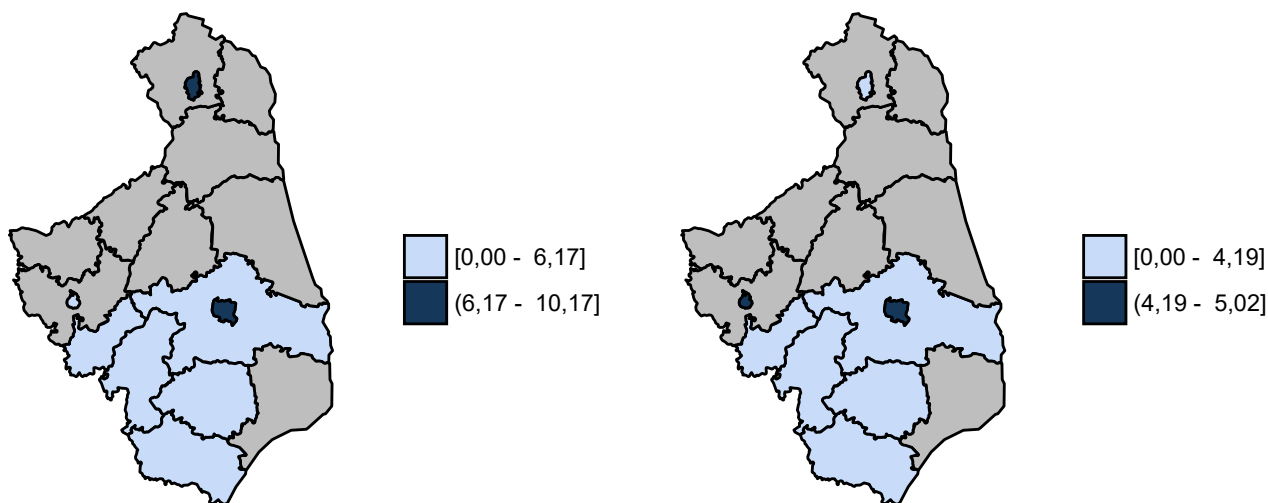 [0,00 - 6,17]
(6,17 - 10,17]
[0,00 - 4,19]
(4,19 - 5,02]